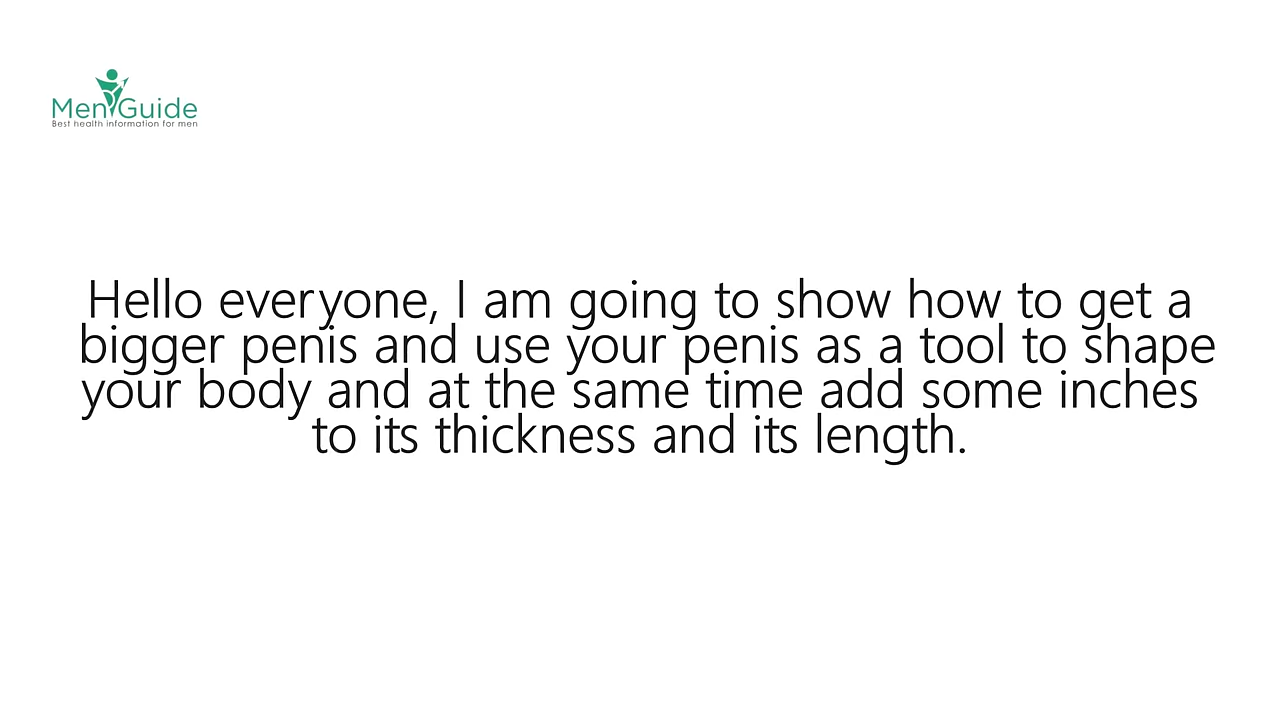 Men Guide
Best health information for men
Hello everyone, I am going to show how to get a
bigger penis and use your penis as a tool to shape
your body and at the same time add some inches
to its thickness and its length.